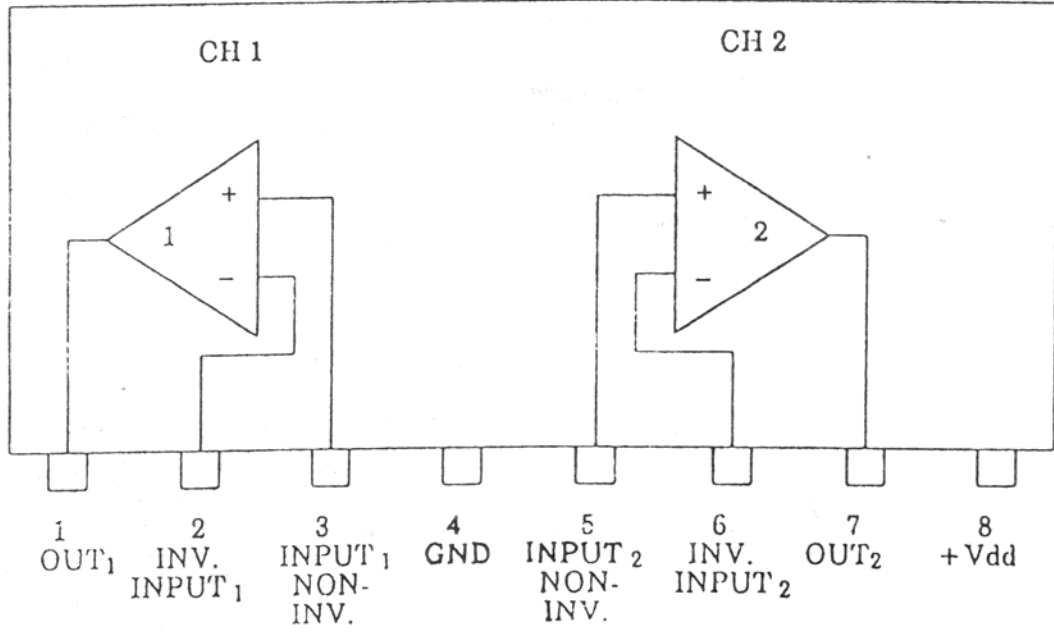 CH 1 CH 2
+ +
1 2
− −
1 2 3 4 5 6 7 8
OUT₁ INV. INPUT₁ GND INPUT₂ INV. OUT₂ +Vdd
INPUT₁ NON- NON- INPUT₂
INV. INV.